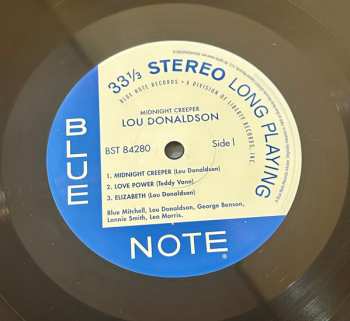 33 1/3 STEREO LONG PLAYING
BLUE NOTE RECORDS • A DIVISION OF LIBERTY RECORDS, INC.
MIDNIGHT CREEPER
LOU DONALDSON
BST 84280 Side 1
1. MIDNIGHT CREEPER (Lou Donaldson)
2. LOVE POWER (Teddy Vann)
3. ELIZABETH (Lou Donaldson)
Blue Mitchell, Lou Donaldson, George Benson,
Lonnie Smith, Leo Morris.
BLUE
NOTE®